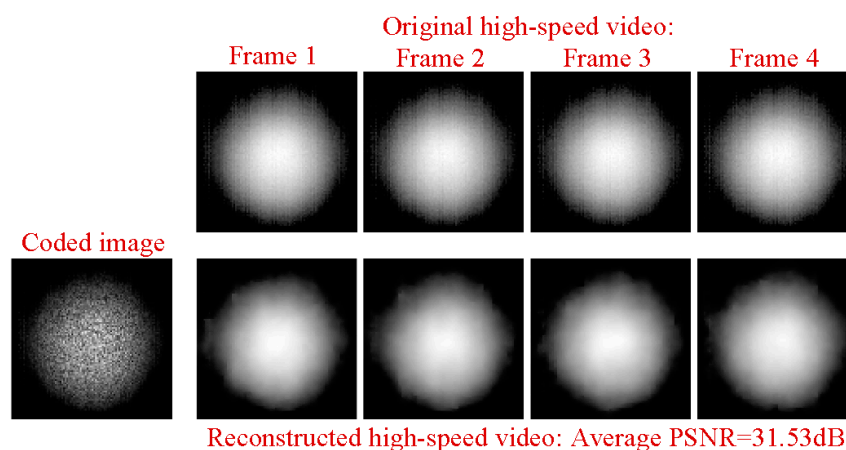 Original high-speed video:
Frame 1 Frame 2 Frame 3 Frame 4
Coded image
Reconstructed high-speed video: Average PSNR=31.53dB